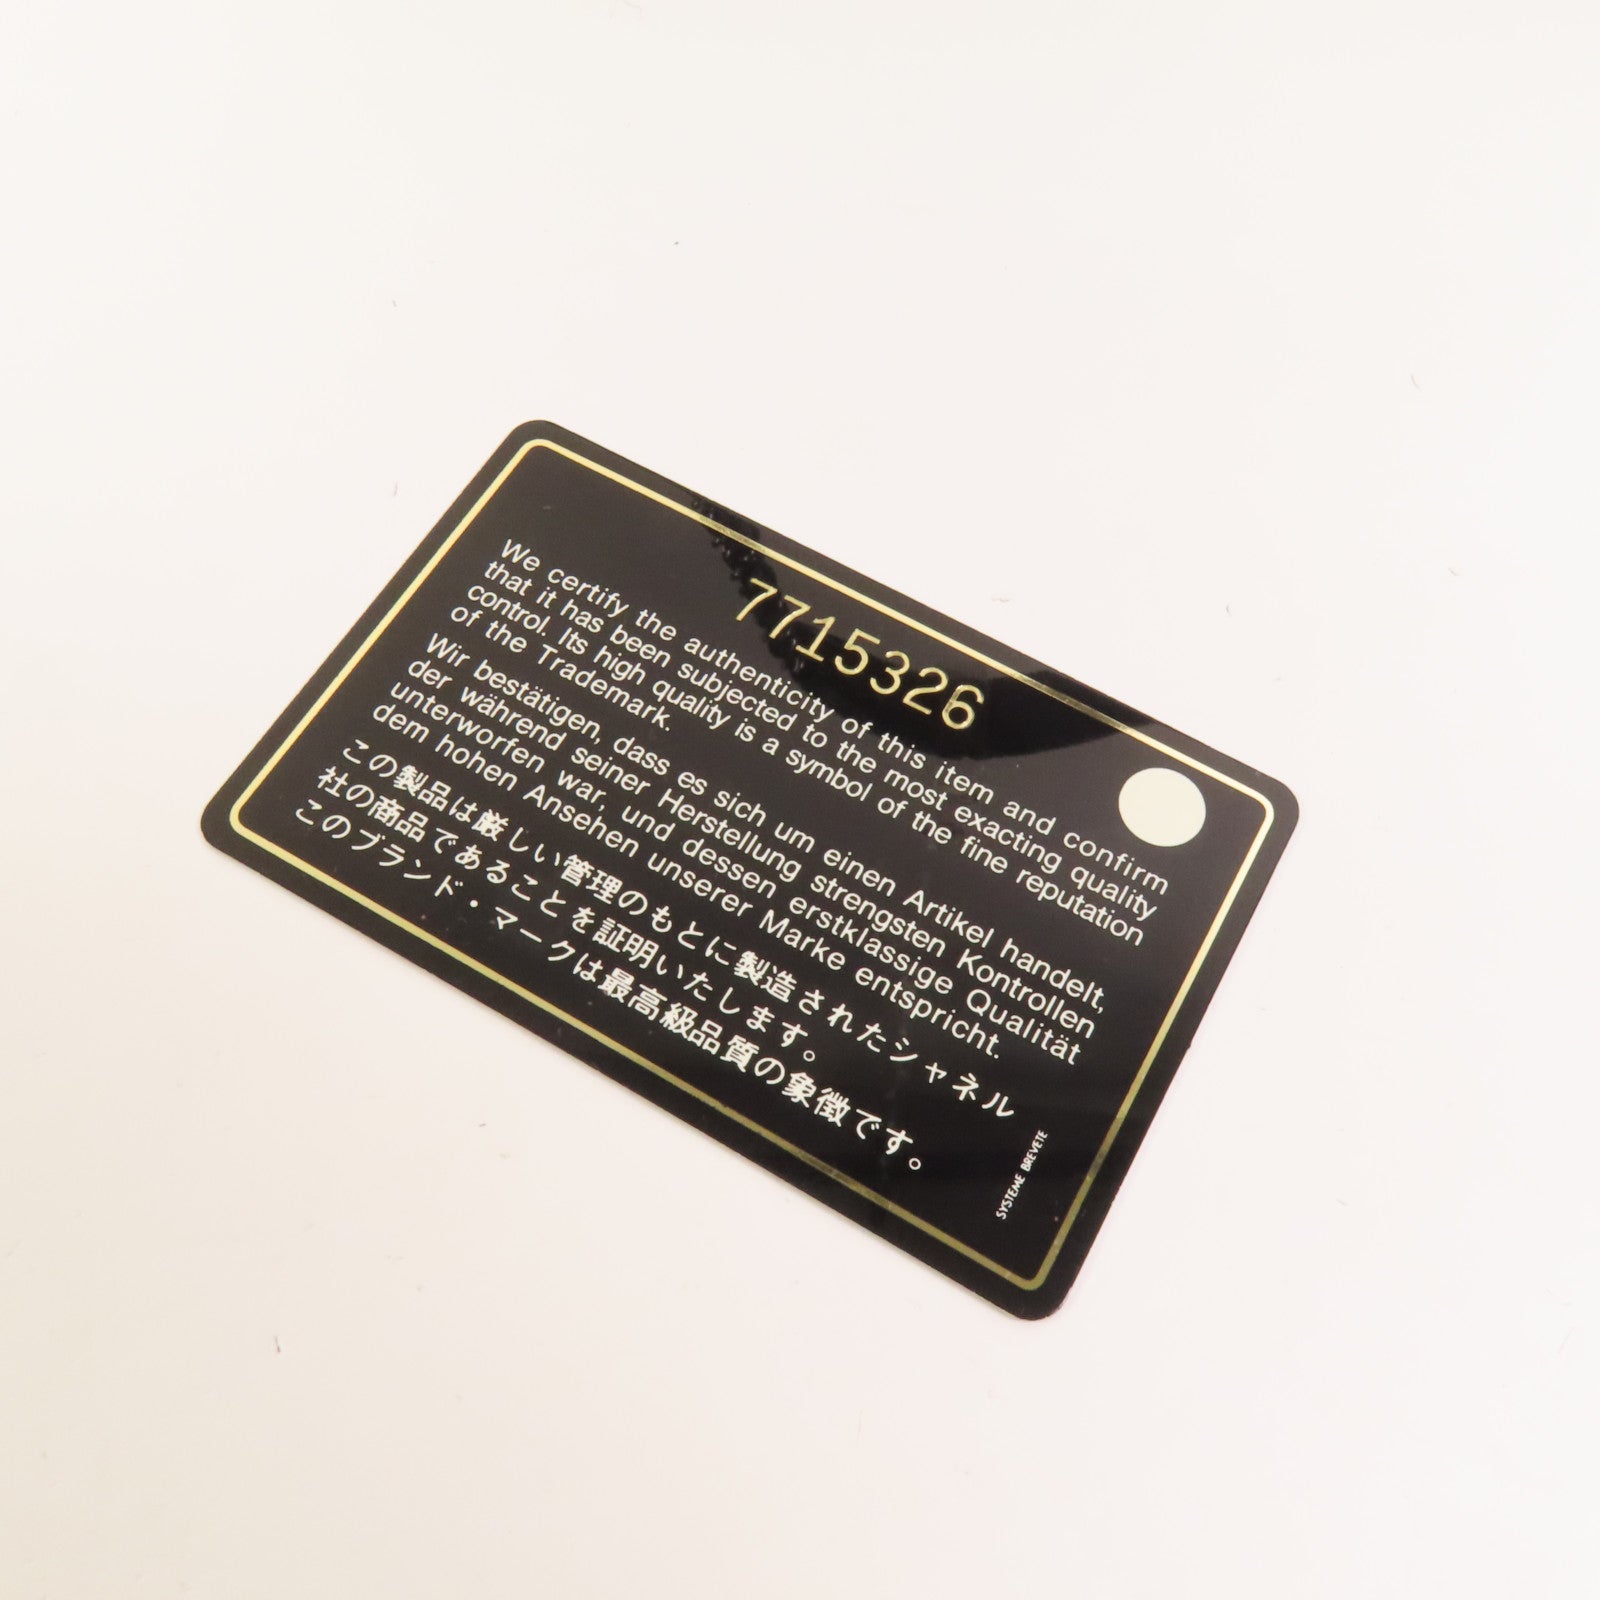 7715326
We certify the authenticity of this item and confirm
that it has been subjected to the most exacting quality
control. Its high quality is a symbol of the fine reputation
of the Trademark.
Wir bestätigen, dass es sich um einen Artikel handelt,
der während seiner Herstellung strengsten Kontrollen
unterworfen war, und dessen erstklassige Qualität
dem hohen Ansehen unserer Marke entspricht.
この製品は厳しい管理のもとに製造されたシャネル
社の商品であることを証明いたします。
このブランド・マークは最高級品質の象徴です。
SYSTEME BREVETE